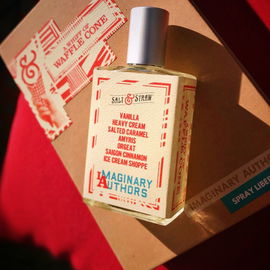 A WHIFF OF
WAFFLE CONE
SALT & STRAW
VANILLA
HEAVY CREAM
SALTED CARAMEL
AMYRIS
ORGEAT
SAIGON CINNAMON
ICE CREAM SHOPPE
IMAGINARY
AUTHORS
IMAGINARY AUTHO
SPRAY LIBE